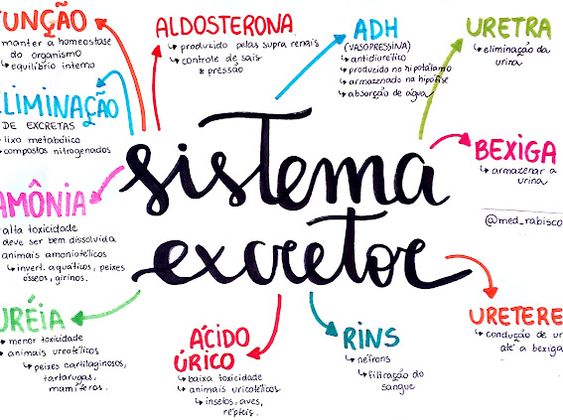 FUNÇÃO
manter a homeostase
do organismo
↳ equilíbrio interno
ELIMINAÇÃO
DE EXCRETAS
↳ lixo metabólico
↳ compostos nitrogenados
AMÔNIA
alta toxicidade
deve ser bem dissolvida
animais amoniotélicos
↳ invert. aquáticos, peixes
ósseos, girinos.
URÉIA
↳ menor toxicidade
↳ animais ureotélicos
↳ peixes cartilaginosos,
tartarugas,
mamíferos.
ALDOSTERONA
↳ produzido pelas supra renais
↳ controle de sais
* pressão
ADH
(VASOPRESSINA)
↳ antidiurético
↳ produzido no hipotálamo
↳ armazenado na hipófise
↳ absorção de água
URETRA
↳ eliminação da
urina
BEXIGA
↳ armazenar a
urina
@med_rabisco
sistema
excretor
ÁCIDO
ÚRICO
↳ baixa toxicidade
↳ animais uricotélicos
↳ insetos, aves,
répteis.
RINS
↳ néfrons
↳ filtração do
sangue
URETERE
↳ condução de ur
até a bexiga